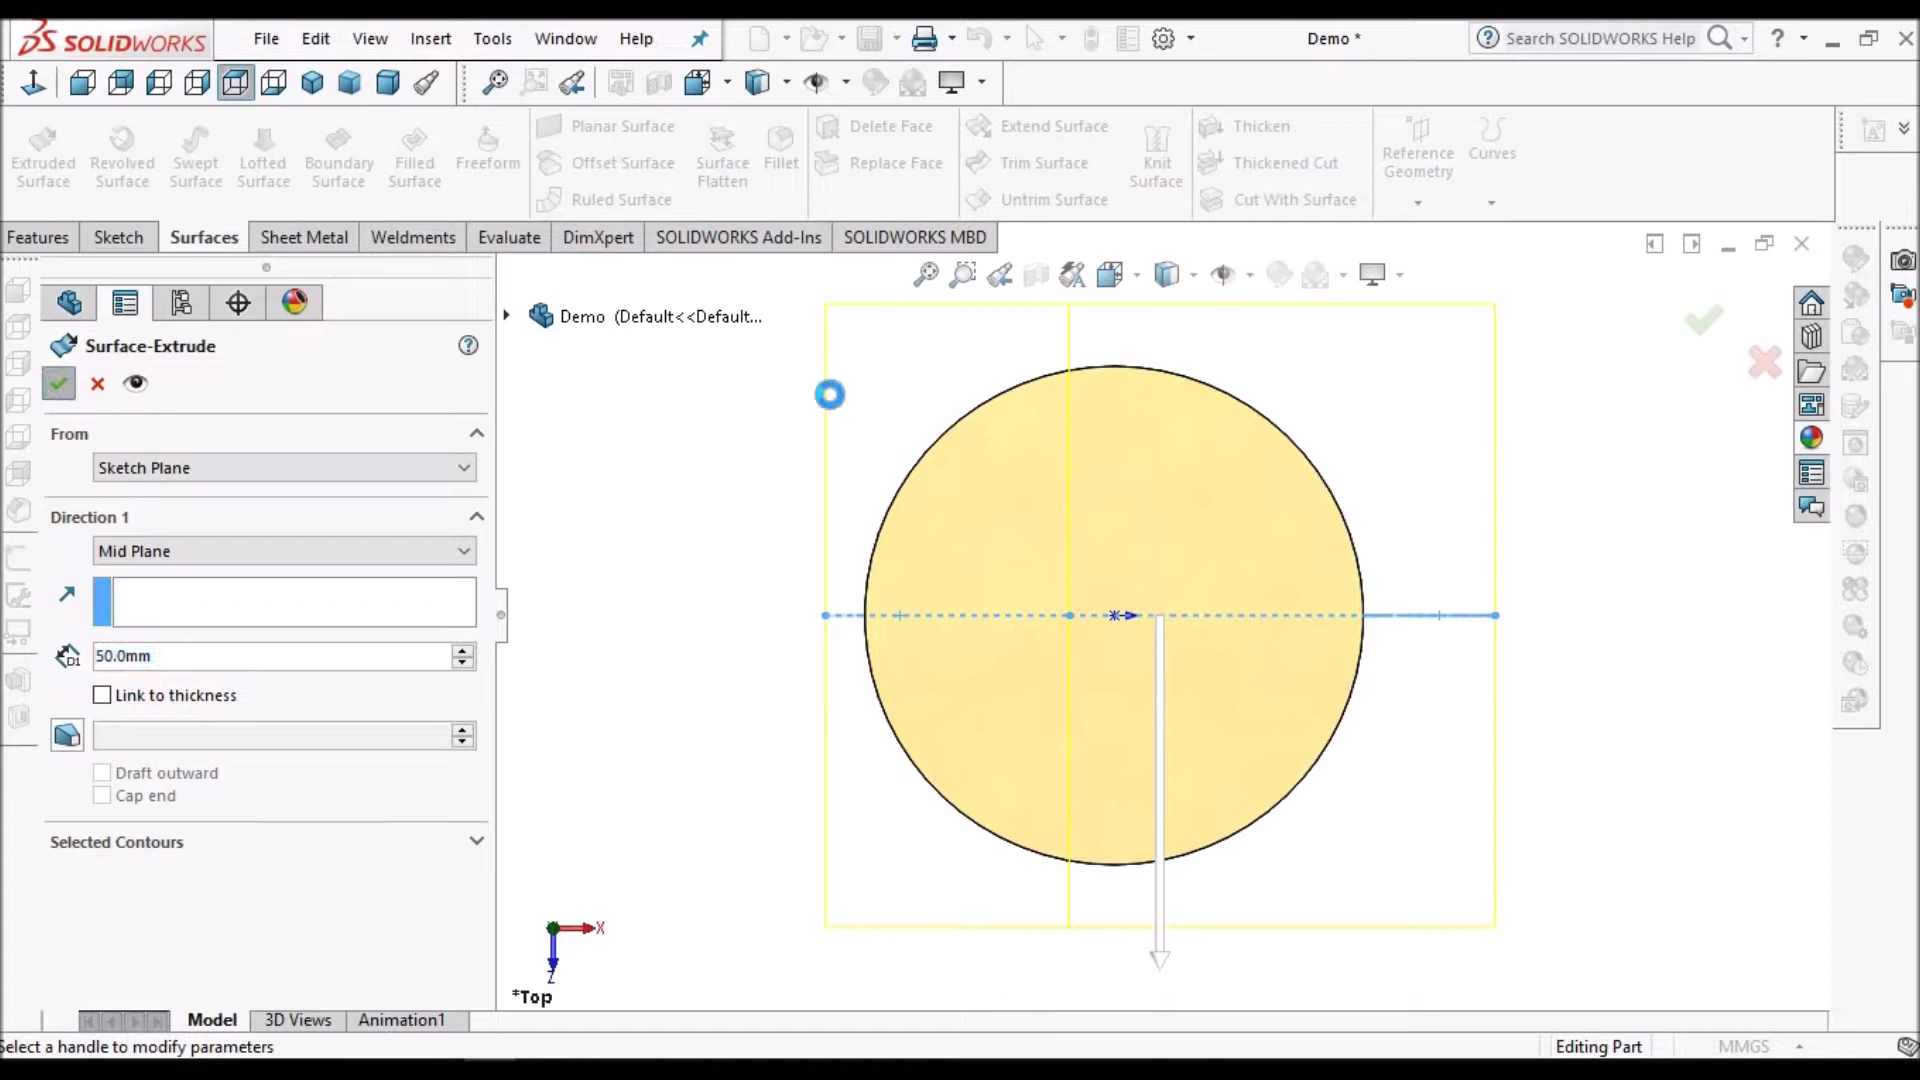 SOLIDWORKS File Edit View Insert Tools Window Help Demo * Search SOLIDWORKS Help ?
Extruded Surface
Revolved Surface
Swept Surface
Lofted Surface
Boundary Surface
Filled Surface
Freeform
Planar Surface
Offset Surface
Ruled Surface
Surface Flatten
Fillet
Delete Face
Replace Face
Extend Surface
Trim Surface
Untrim Surface
Knit Surface
Thicken
Thickened Cut
Cut With Surface
Reference Geometry
Curves
Features Sketch Surfaces Sheet Metal Weldments Evaluate DimXpert SOLIDWORKS Add-Ins SOLIDWORKS MBD
Demo (Default<<Default...
Surface-Extrude
From
Sketch Plane
Direction 1
Mid Plane
D1
50.0mm
Link to thickness
Draft outward
Cap end
Selected Contours
X
Z
*Top
Model 3D Views Animation1
Select a handle to modify parameters Editing Part MMGS